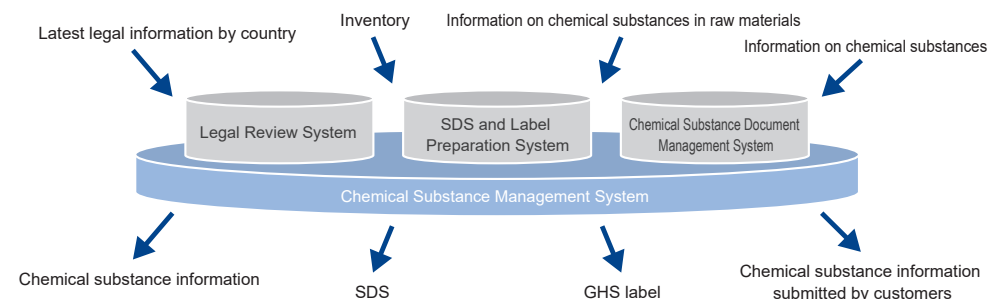 Latest legal information by country
Inventory
Information on chemical substances in raw materials
Information on chemical substances
Legal Review System
SDS and Label
Preparation System
Chemical Substance Document
Management System
Chemical Substance Management System
Chemical substance information
SDS
GHS label
Chemical substance information
submitted by customers